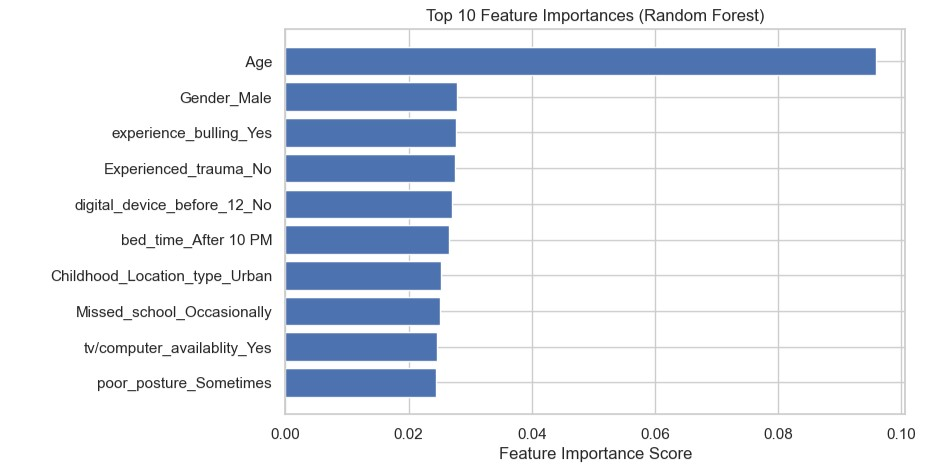 Top 10 Feature Importances (Random Forest)
Age
Gender_Male
experience_bulling_Yes
Experienced_trauma_No
digital_device_before_12_No
bed_time_After 10 PM
Childhood_Location_type_Urban
Missed_school_Occasionally
tv/computer_availablity_Yes
poor_posture_Sometimes
0.00 0.02 0.04 0.06 0.08 0.10
Feature Importance Score